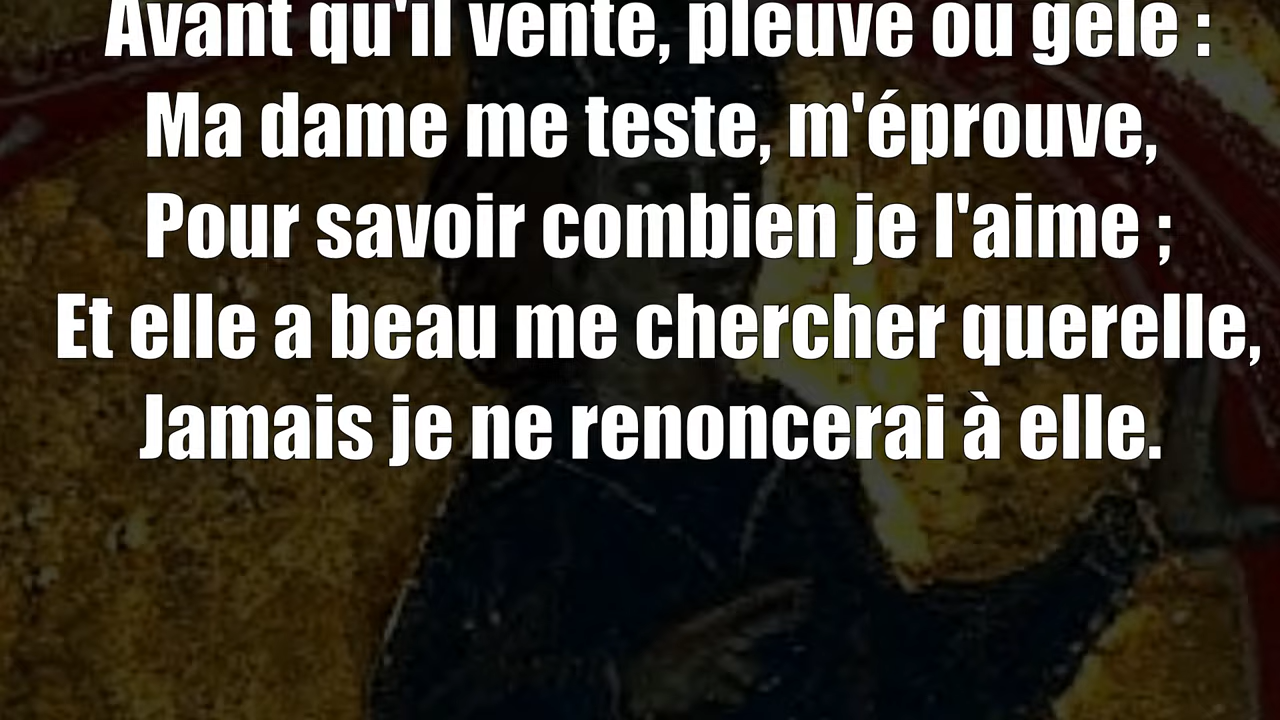 Avant qu'il vente, pleuve ou gèle :
Ma dame me teste, m'éprouve,
Pour savoir combien je l'aime ;
Et elle a beau me chercher querelle,
Jamais je ne renoncerai à elle.